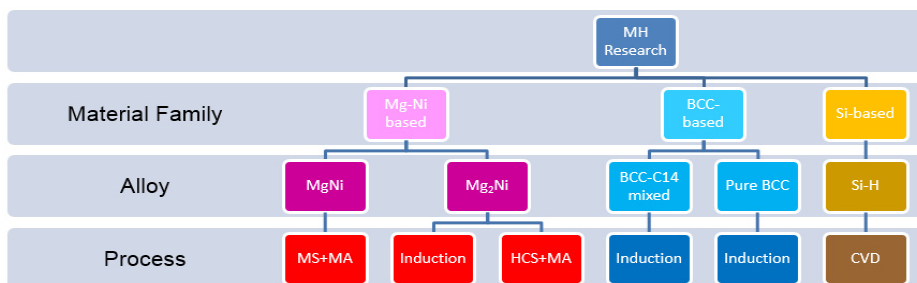 MH
Research
Material Family
Mg-Ni
based
BCC-
based
Si-based
Alloy
MgNi
Mg₂Ni
BCC-C14
mixed
Pure BCC
Si-H
Process
MS+MA
Induction
HCS+MA
Induction
Induction
CVD